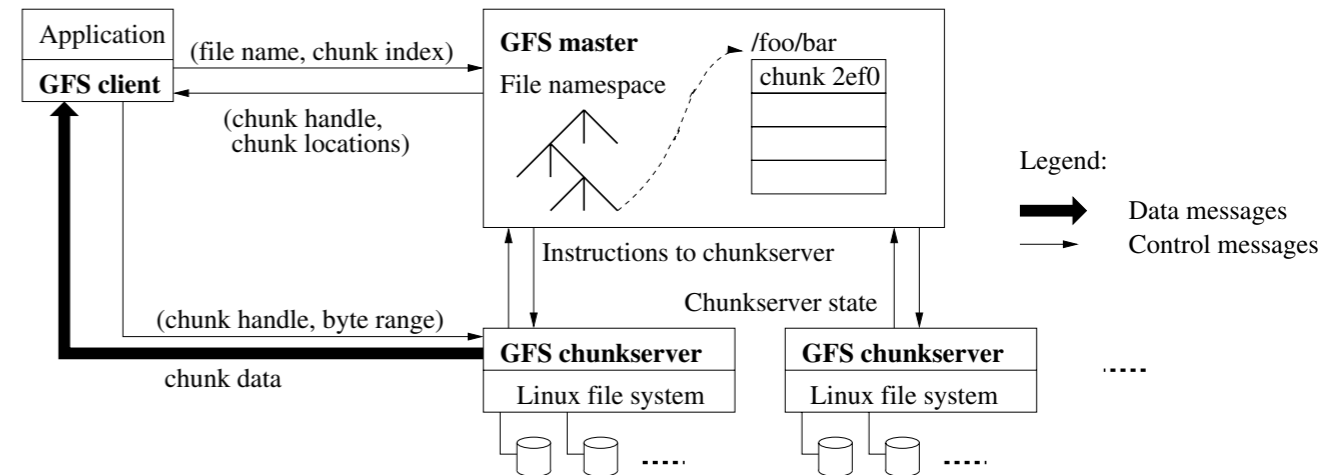 Application
GFS client
(file name, chunk index)
(chunk handle,
chunk locations)
GFS master
File namespace
/foo/bar
chunk 2ef0
Legend:
Data messages
Control messages
Instructions to chunkserver
Chunkserver state
(chunk handle, byte range)
chunk data
GFS chunkserver
Linux file system
GFS chunkserver
Linux file system